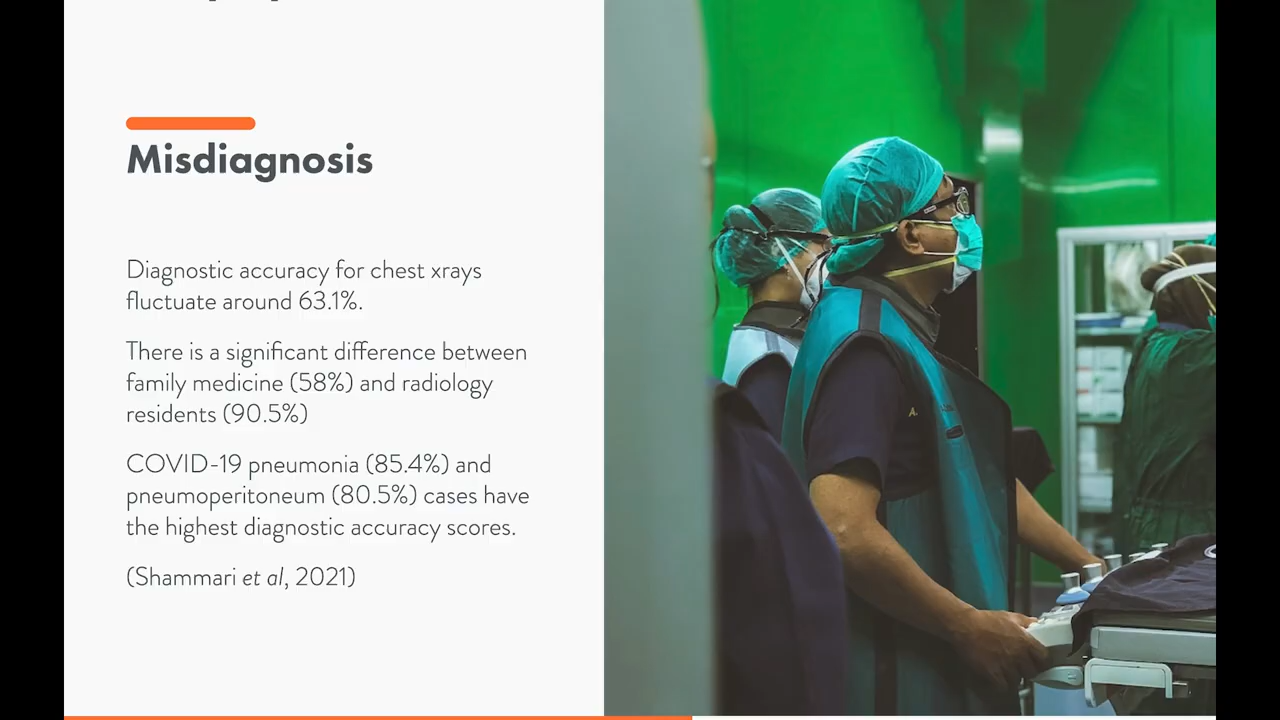 Misdiagnosis
Diagnostic accuracy for chest xrays
fluctuate around 63.1%.
There is a significant difference between
family medicine (58%) and radiology
residents (90.5%)
COVID-19 pneumonia (85.4%) and
pneumoperitoneum (80.5%) cases have
the highest diagnostic accuracy scores.
(Shammari et al, 2021)